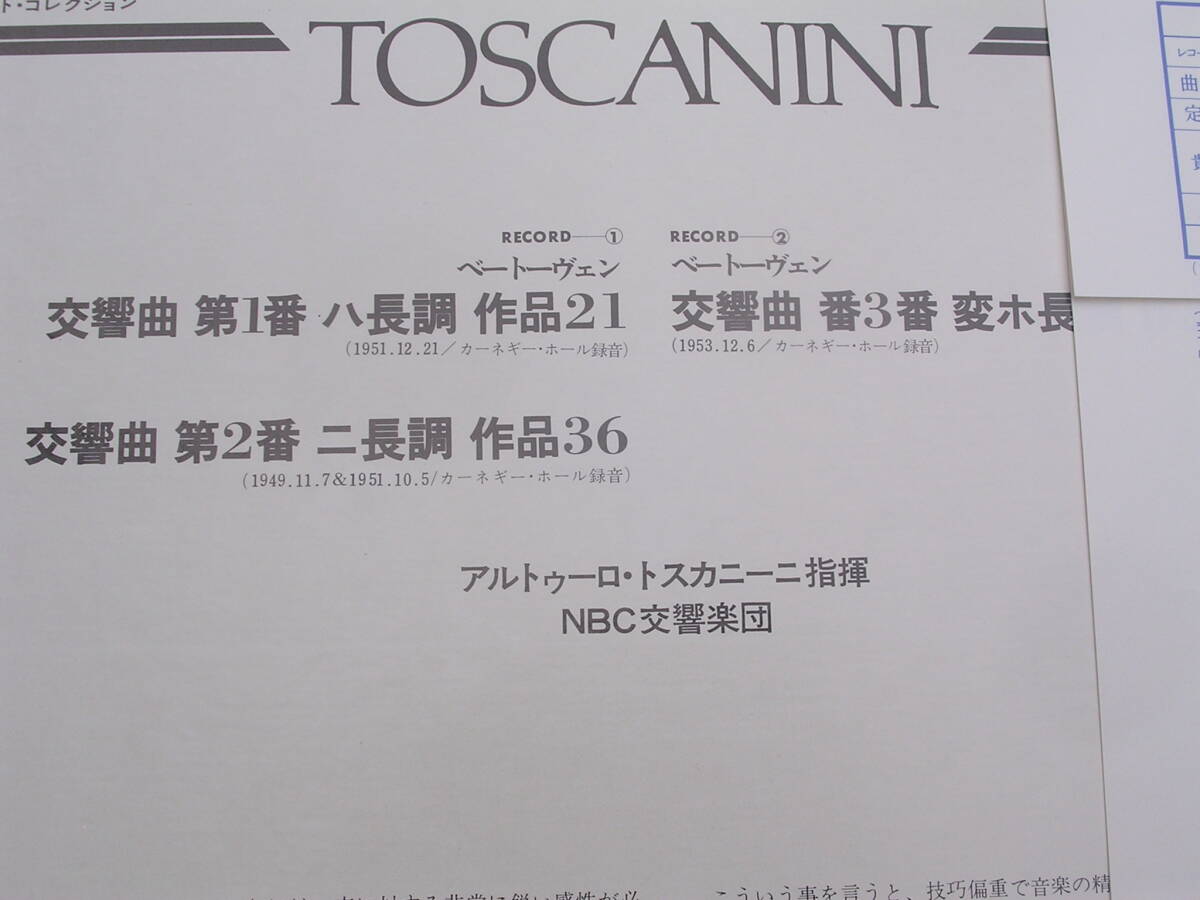 ト・コレクション
TOSCANINI
RECORD——①
ベートーヴェン
交響曲 第1番 ハ長調 作品21
(1951.12.21/カーネギー・ホール録音)
交響曲 第2番 ニ長調 作品36
(1949.11.7&1951.10.5/カーネギー・ホール録音)
RECORD——②
ベートーヴェン
交響曲 番3番 変ホ長
(1953.12.6/カーネギー・ホール録音)
アルトゥーロ・トスカニーニ指揮
NBC交響楽団
こういう事を言うと、技巧偏重で音楽の精
レコー
曲
定